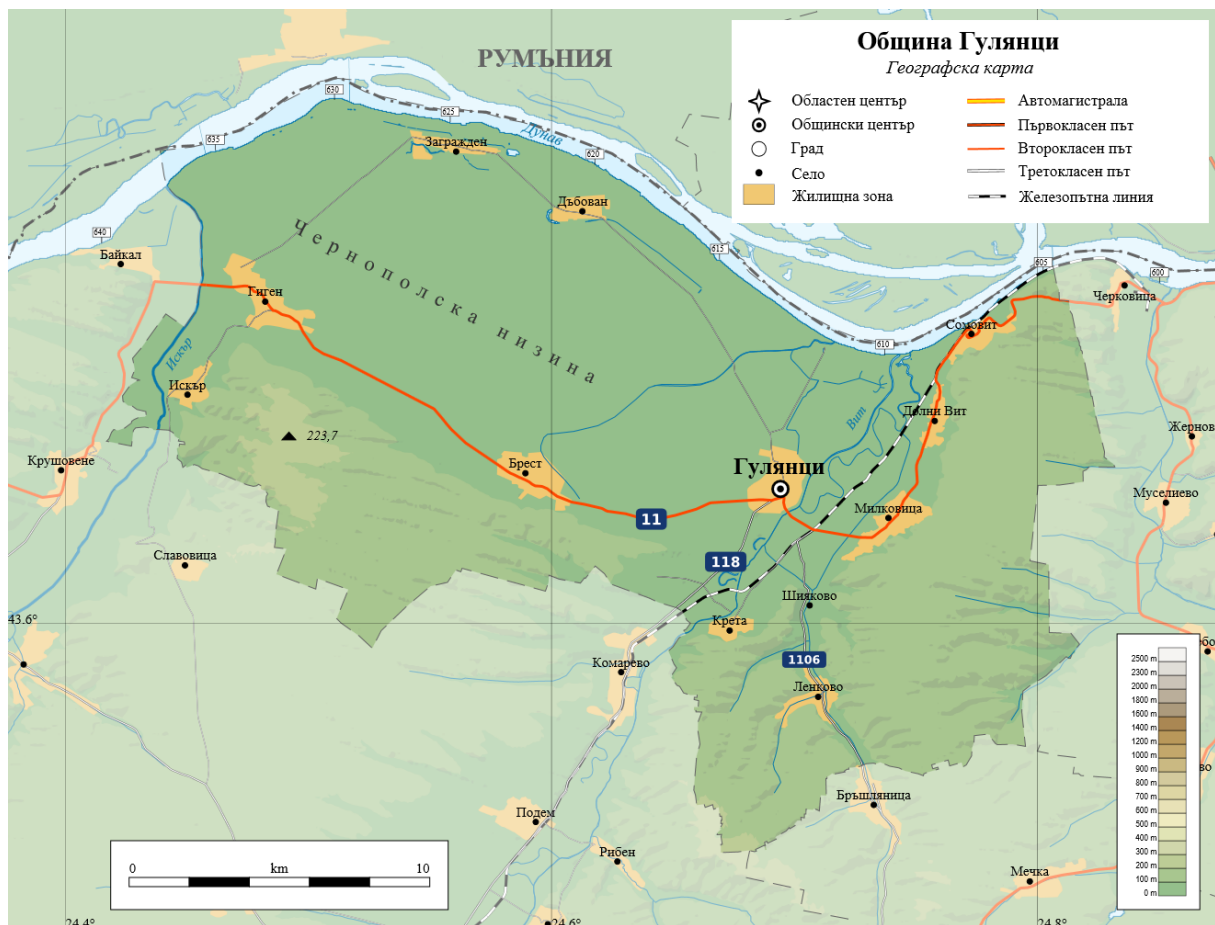 РУМЪНИЯ
Община Гулянци
Географска карта
Областен център
Общински център
Град
Село
Жилищна зона
Автомагистрала
Първокласен път
Второкласен път
Третокласен път
Железопътна линия
630
625
635
620
615
640
610
605
600
Дунав
Загражден
Дъбован
Байкал
Гиген
Чернополска низина
Черковица
Сомовит
Искър
Искър
223,7
Долни Вит
Вит
Жернов
Крушовене
Брест
Гулянци
Милковица
Муселиево
11
118
Славовица
Шияково
43.6°
Крета
Комарево
1106
Ленково
Бръшляница
Подем
Рибен
Мечка
2500 m
2300 m
2000 m
1800 m
1600 m
1400 m
1200 m
1000 m
900 m
800 m
700 m
600 m
500 m
400 m
300 m
200 m
100 m
0 m
0 km 10
24.4°
24.6°
24.8°